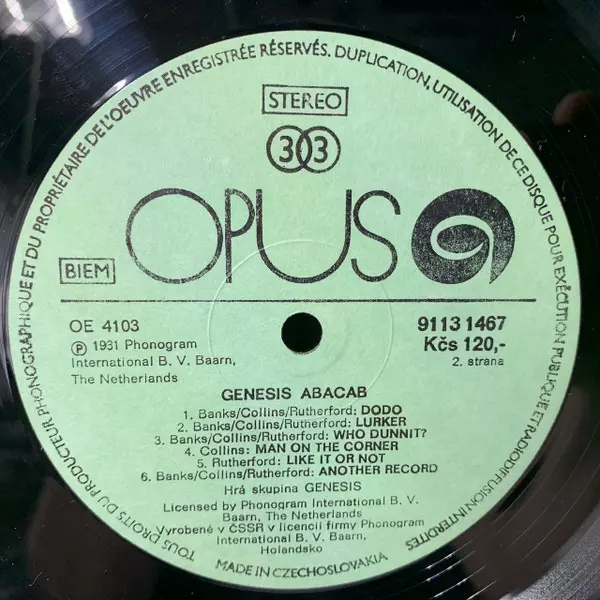 TOUS DROITS DU PRODUCTEUR PHONOGRAPHIQUE ET DU PROPRIÉTAIRE DE L'OEUVRE ENREGISTRÉE RÉSERVÉS. DUPLICATION, UTILISATION DE CE DISQUE POUR EXÉCUTION PUBLIQUE ET RADIODIFFUSION INTERDITES
STEREO
33
OPUS
BIEM
OE 4103
9113 1467
℗ 1931 Phonogram
International B. V. Baarn,
The Netherlands
Kčs 120,-
2. strana
GENESIS ABACAB
1. Banks/Collins/Rutherford: DODO
2. Banks/Collins/Rutherford: LURKER
3. Banks/Collins/Rutherford: WHO DUNNIT?
4. Collins: MAN ON THE CORNER
5. Rutherford: LIKE IT OR NOT
6. Banks/Collins/Rutherford: ANOTHER RECORD
Hrá skupina GENESIS
Licensed by Phonogram International B. V.
Baarn, The Netherlands
Vyrobené v ČSSR v licencii firmy Phonogram
International B. V. Baarn,
Holandsko
MADE IN CZECHOSLOVAKIA